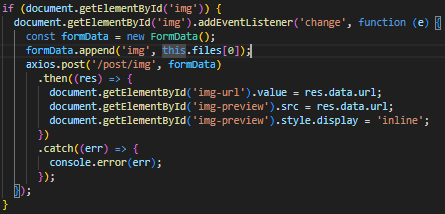 if (document.getElementById('img')) {
  document.getElementById('img').addEventListener('change', function (e) {
    const formData = new FormData();
    formData.append('img', this.files[0]);
    axios.post('/post/img', formData)
      .then((res) => {
        document.getElementById('img-url').value = res.data.url;
        document.getElementById('img-preview').src = res.data.url;
        document.getElementById('img-preview').style.display = 'inline';
      })
      .catch((err) => {
        console.error(err);
      });
  });
}